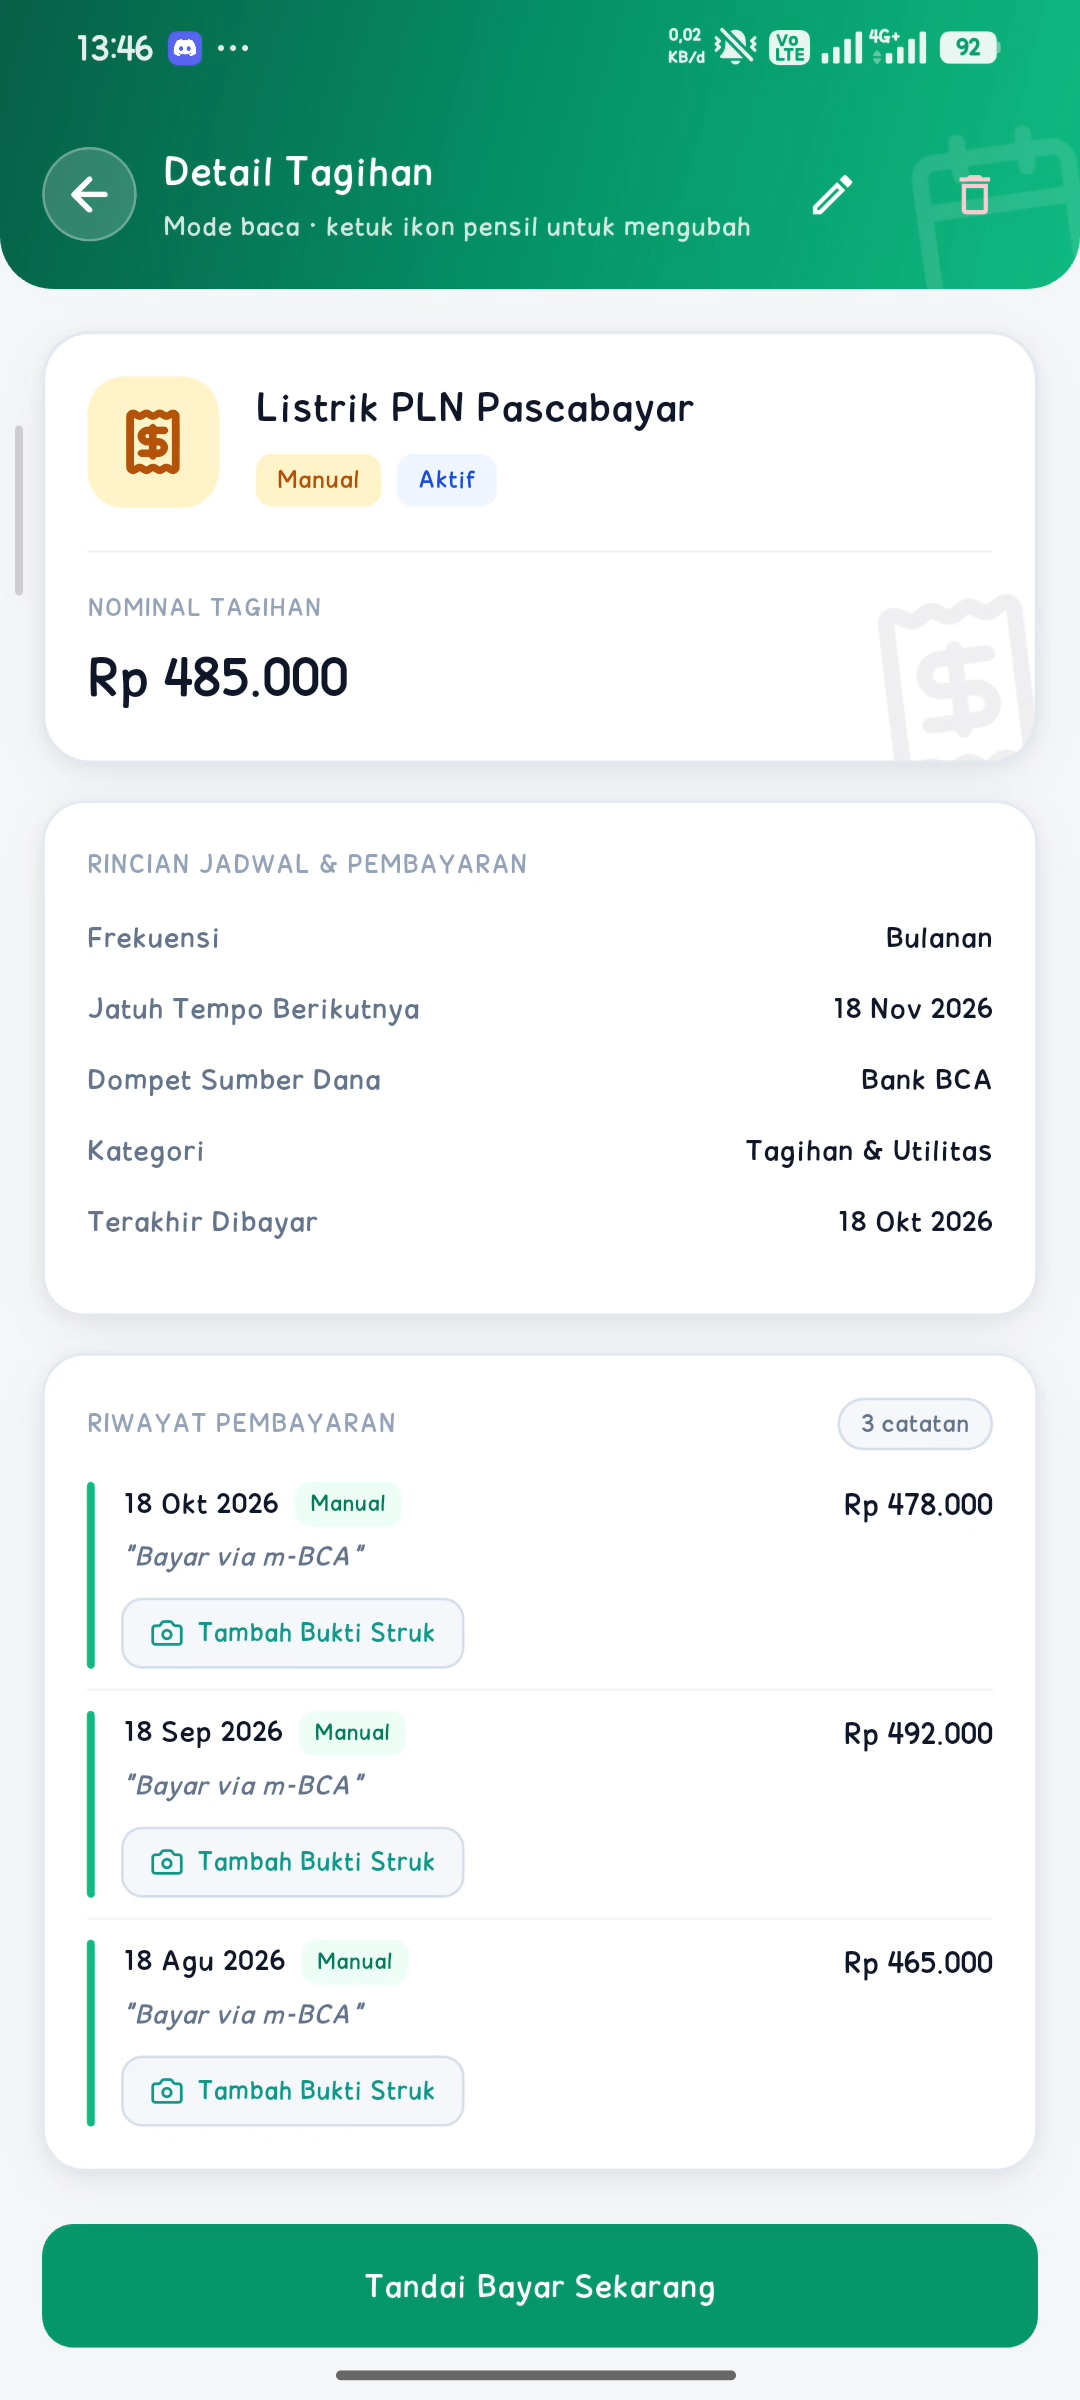 13:46
0,02 KB/d
Vo LTE
4G+
92
Detail Tagihan
Mode baca · ketuk ikon pensil untuk mengubah
Listrik PLN Pascabayar
Manual
Aktif
NOMINAL TAGIHAN
Rp 485.000
RINCIAN JADWAL & PEMBAYARAN
Frekuensi
Bulanan
Jatuh Tempo Berikutnya
18 Nov 2026
Dompet Sumber Dana
Bank BCA
Kategori
Tagihan & Utilitas
Terakhir Dibayar
18 Okt 2026
RIWAYAT PEMBAYARAN
3 catatan
18 Okt 2026
Manual
Rp 478.000
"Bayar via m-BCA"
Tambah Bukti Struk
18 Sep 2026
Manual
Rp 492.000
"Bayar via m-BCA"
Tambah Bukti Struk
18 Agu 2026
Manual
Rp 465.000
"Bayar via m-BCA"
Tambah Bukti Struk
Tandai Bayar Sekarang